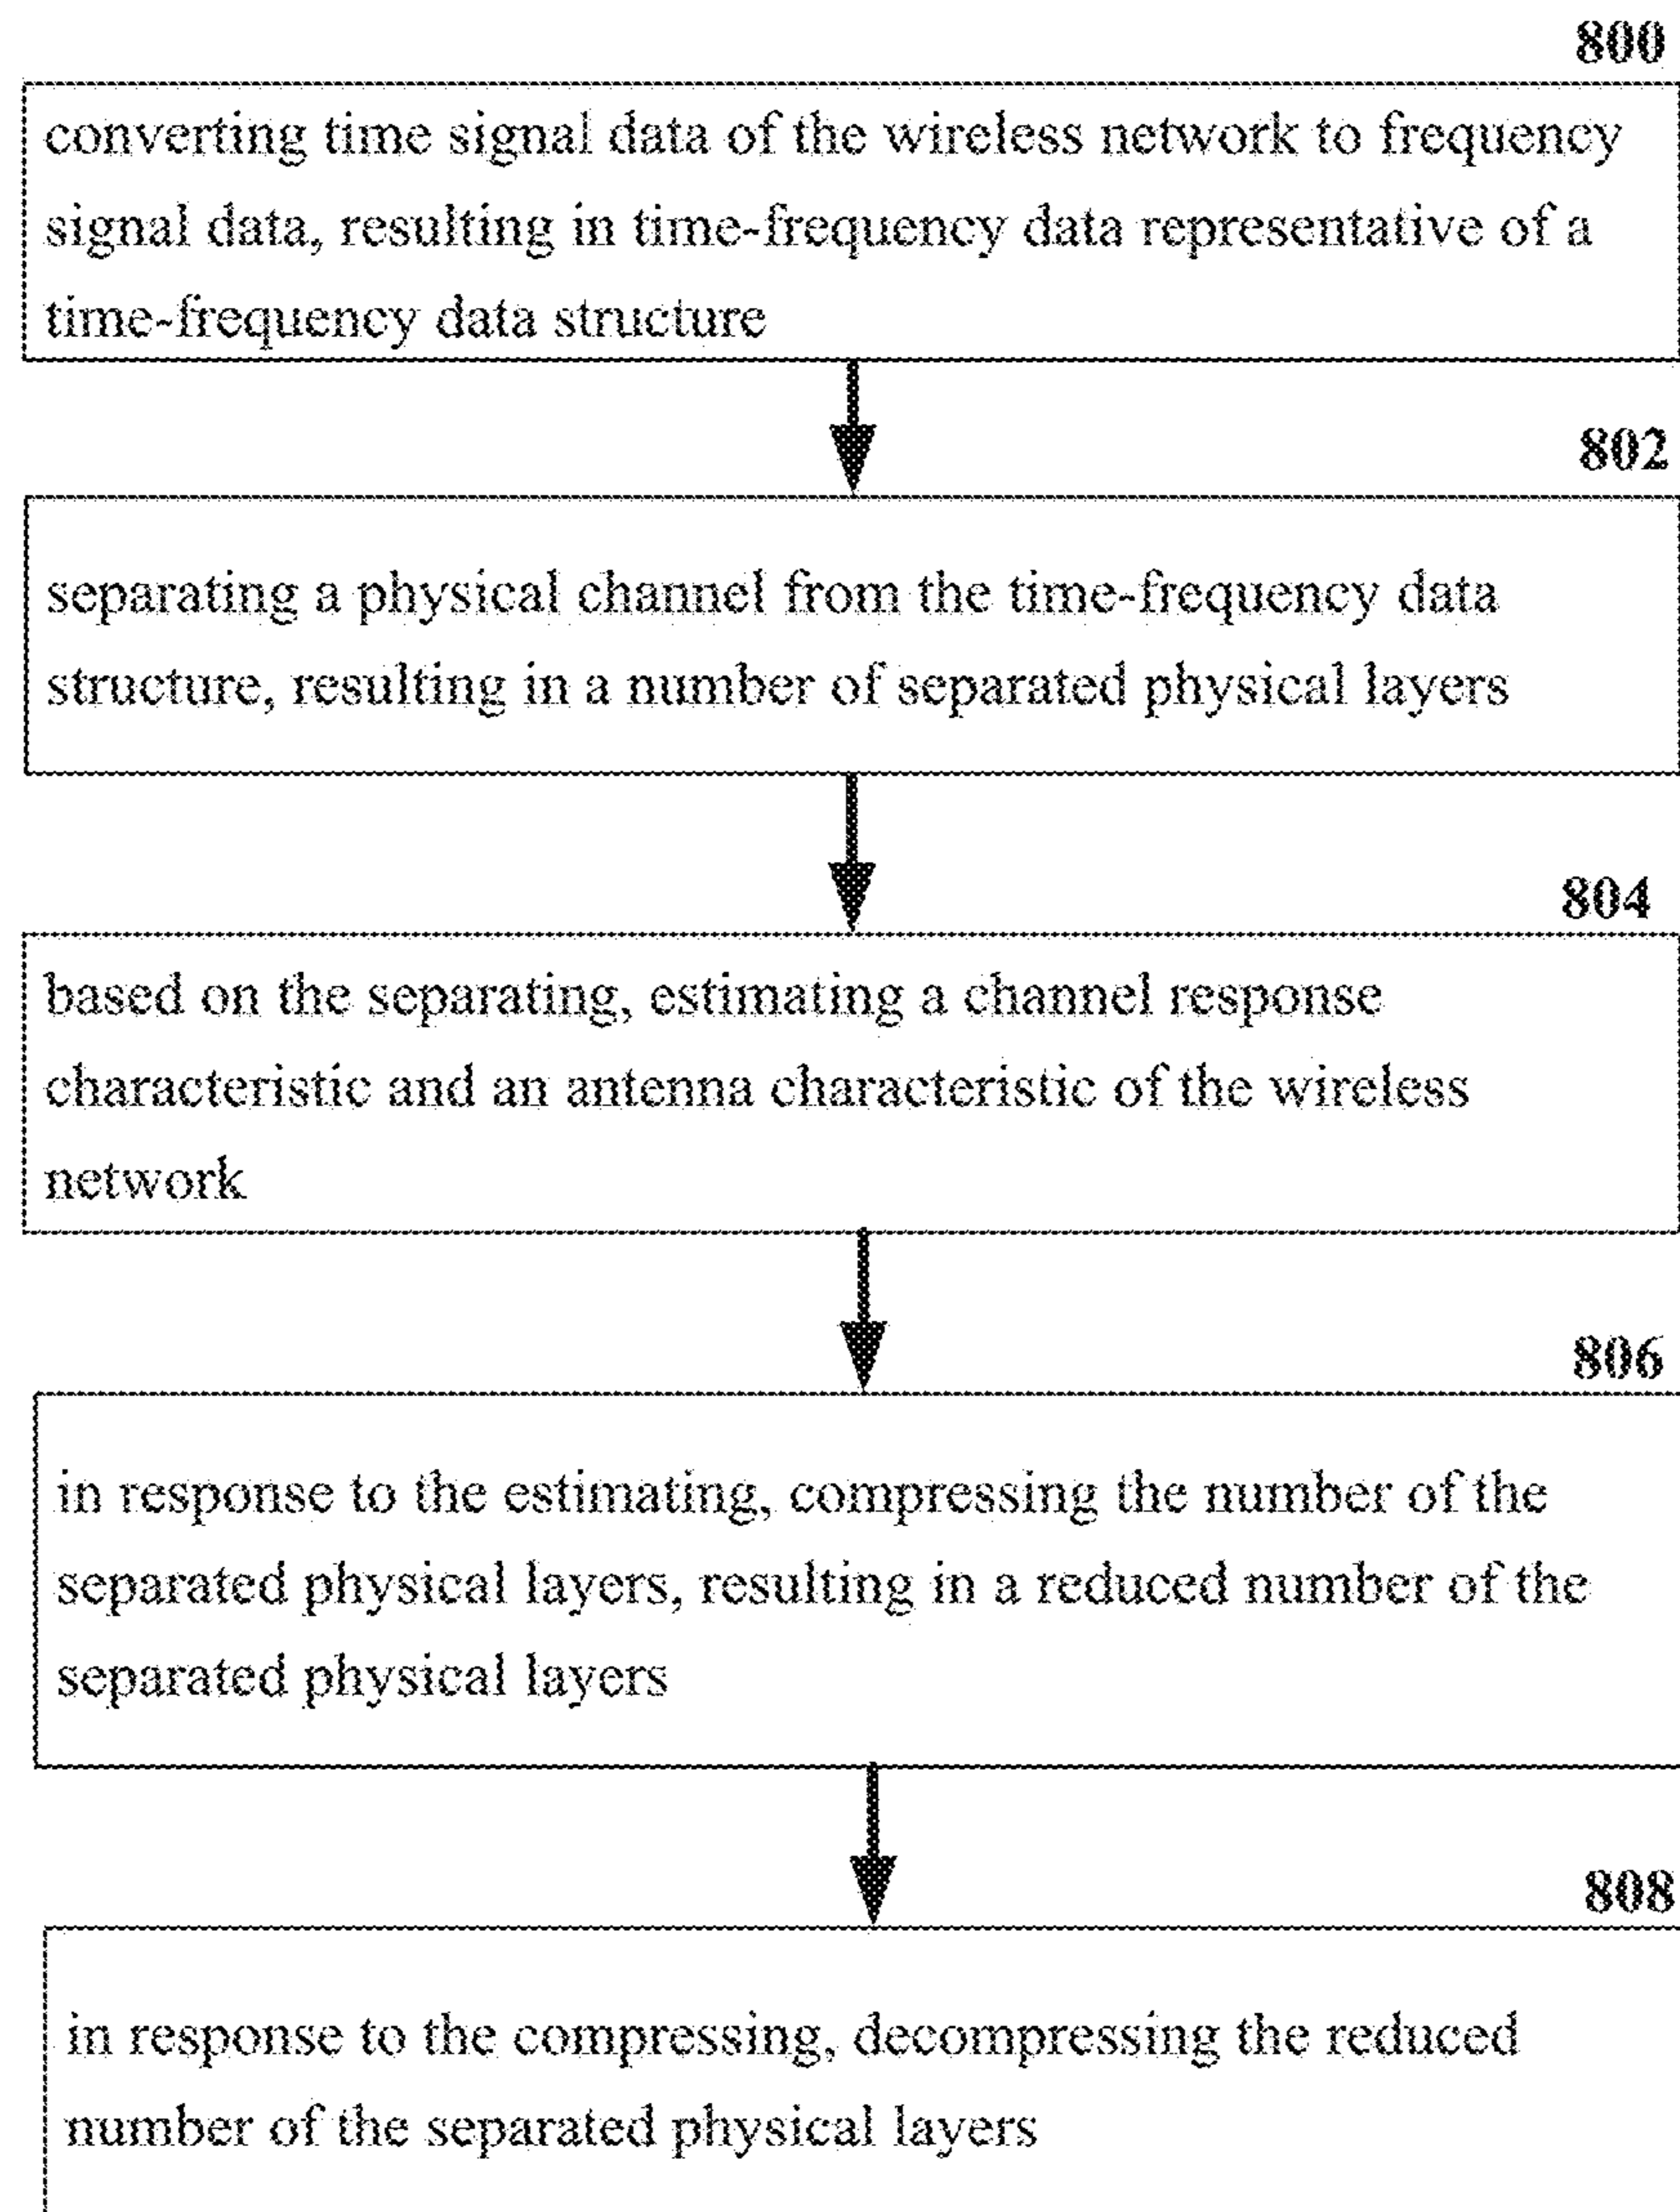 800
converting time signal data of the wireless network to frequency
signal data, resulting in time-frequency data representative of a
time-frequency data structure
802
separating a physical channel from the time-frequency data
structure, resulting in a number of separated physical layers
804
based on the separating, estimating a channel response
characteristic and an antenna characteristic of the wireless
network
806
in response to the estimating, compressing the number of the
separated physical layers, resulting in a reduced number of the
separated physical layers
808
in response to the compressing, decompressing the reduced
number of the separated physical layers